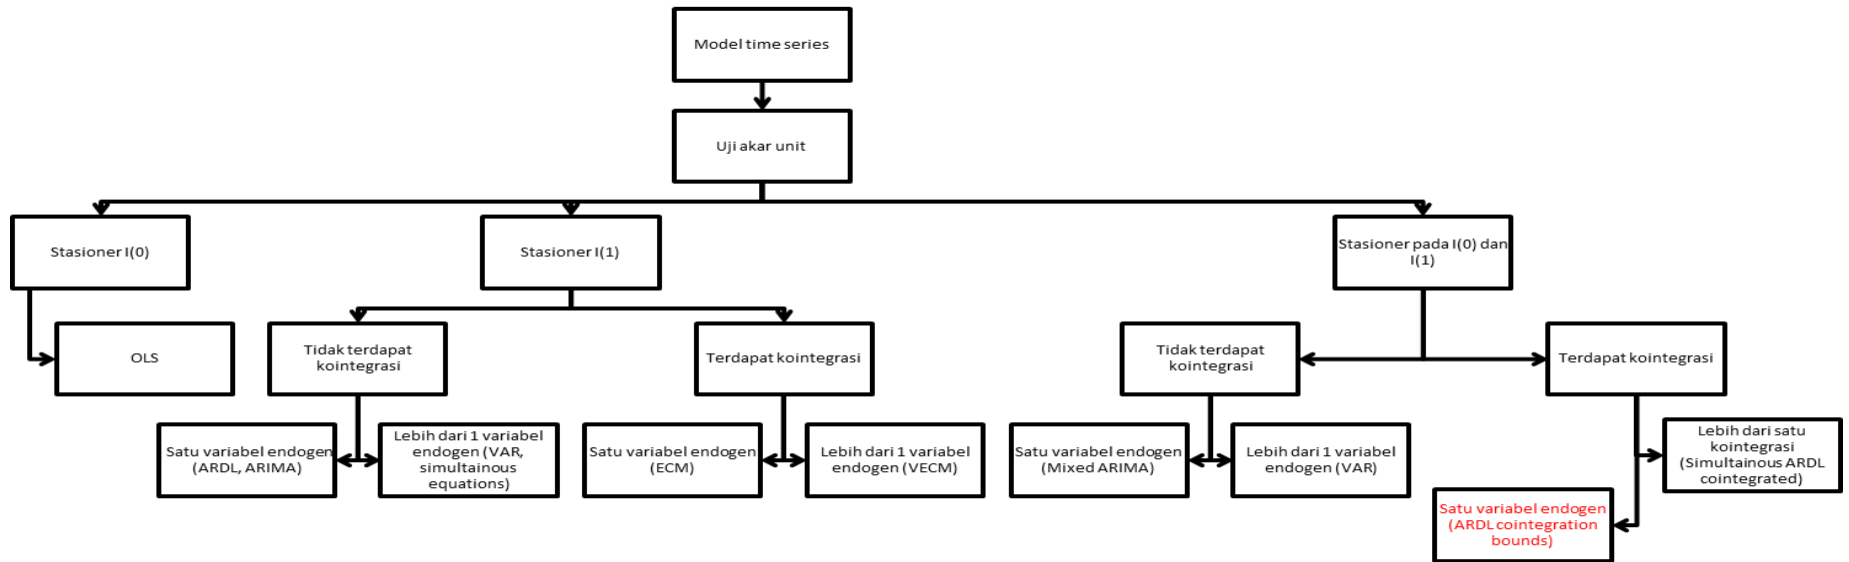 Model time series
Uji akar unit
Stasioner I(0)
Stasioner I(1)
Stasioner pada I(0) dan
I(1)
OLS
Tidak terdapat
kointegrasi
Terdapat kointegrasi
Tidak terdapat
kointegrasi
Terdapat kointegrasi
Satu variabel endogen
(ARDL, ARIMA)
Lebih dari 1 variabel
endogen (VAR,
simultainous
equations)
Satu variabel endogen
(ECM)
Lebih dari 1 variabel
endogen (VECM)
Satu variabel endogen
(Mixed ARIMA)
Lebih dari 1 variabel
endogen (VAR)
Lebih dari satu
kointegrasi
(Simultainous ARDL
cointegrated)
Satu variabel endogen
(ARDL cointegration
bounds)